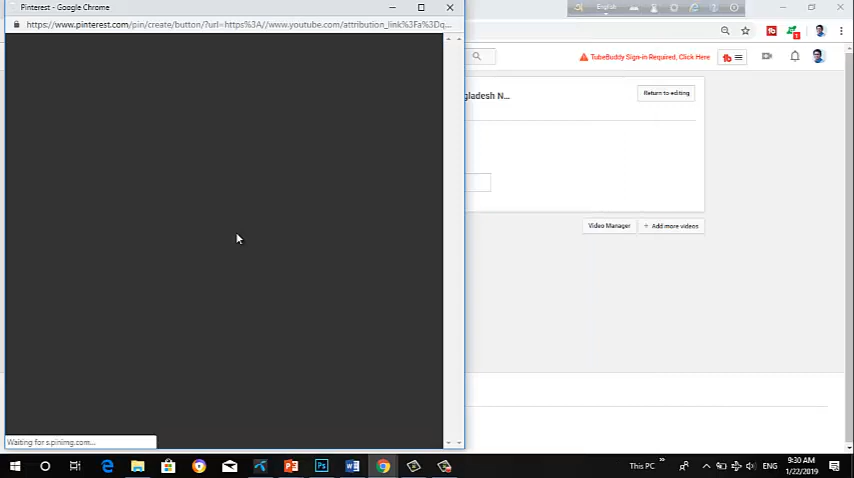 Pinterest - Google Chrome
English
https://www.pinterest.com/pin/create/button/?url=https%3A//www.youtube.com/attribution_link%3Fa%3Dq...
TubeBuddy Sign-in Required, Click Here
gladesh N...
Return to editing
Video Manager
+ Add more videos
Waiting for s.pinimg.com...
This PC
ENG
9:30 AM
1/22/2019